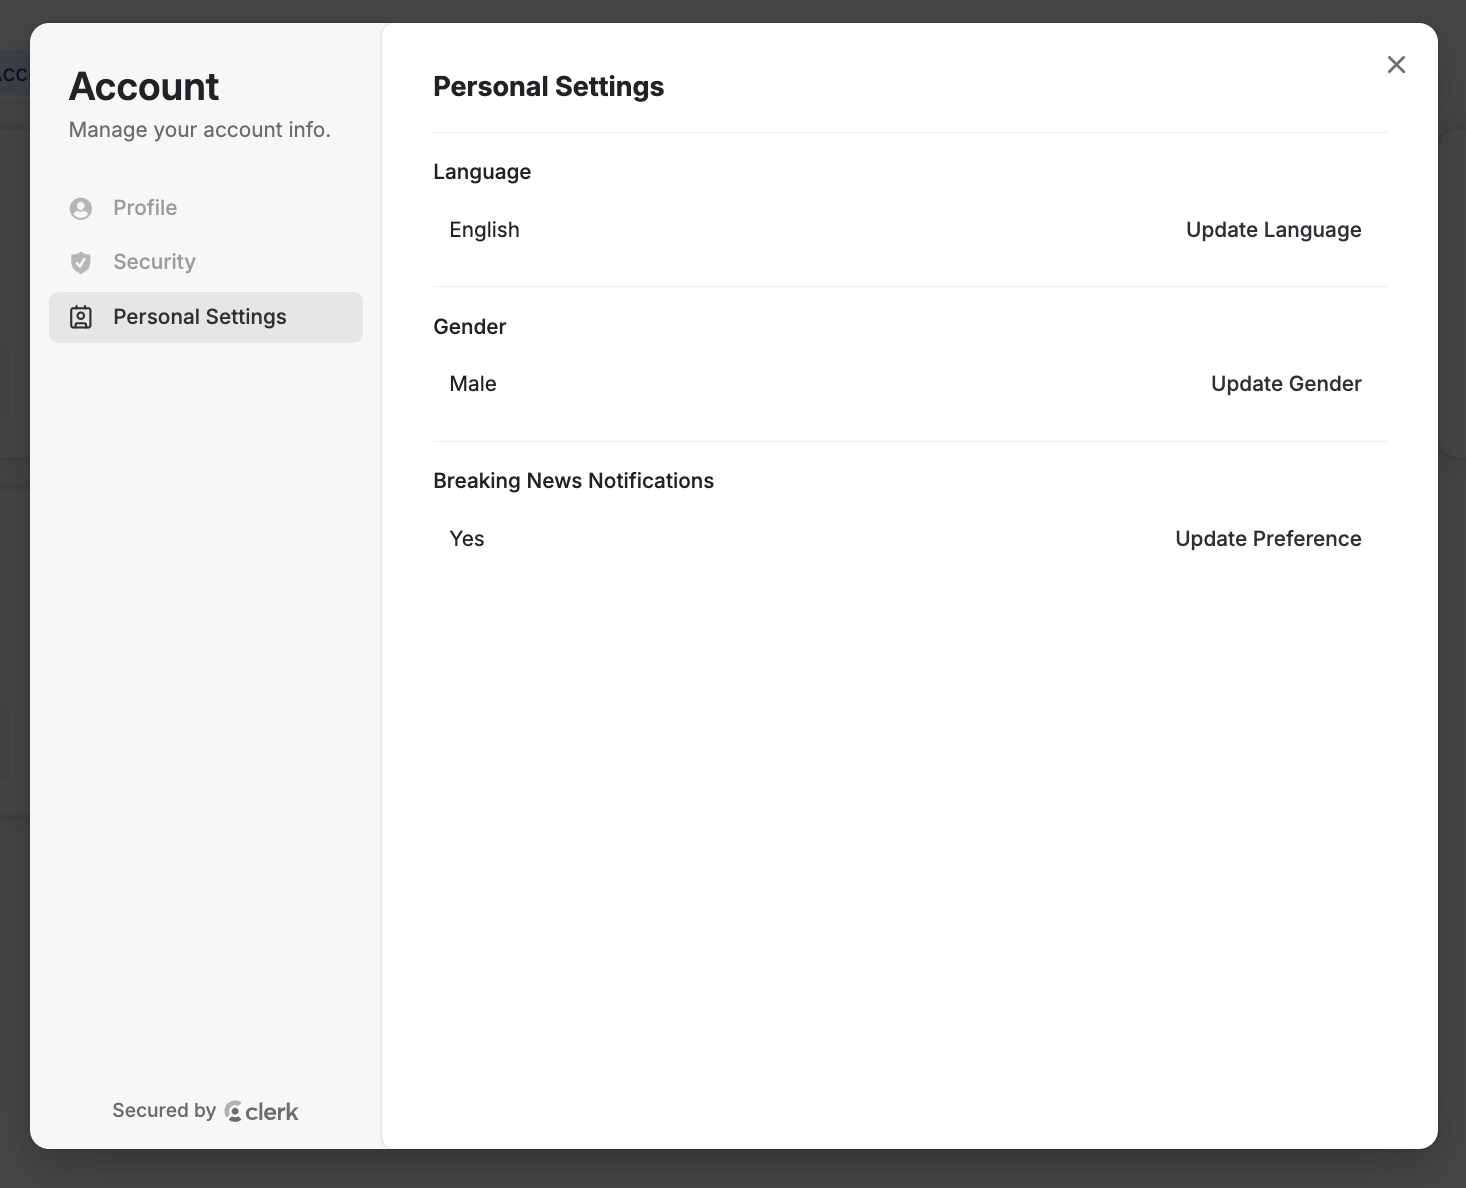 Account
Manage your account info.
Profile
Security
Personal Settings
Secured by clerk
Personal Settings
Language
English
Update Language
Gender
Male
Update Gender
Breaking News Notifications
Yes
Update Preference